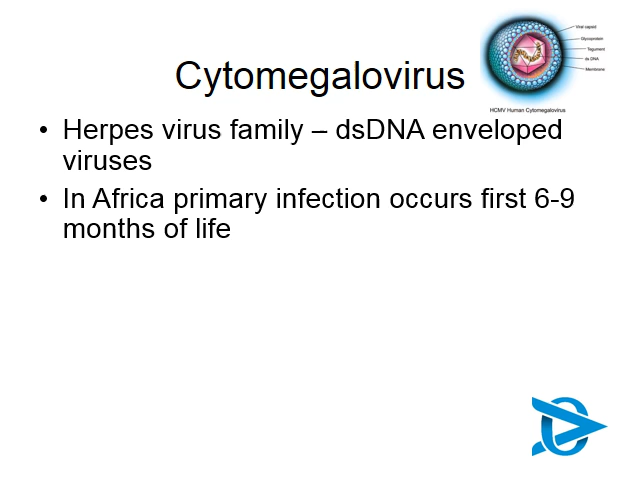 Cytomegalovirus
Viral capsid
Glycoprotein
Tegument
ds DNA
Membrane
HCMV Human Cytomegalovirus
• Herpes virus family – dsDNA enveloped
viruses
• In Africa primary infection occurs first 6-9
months of life